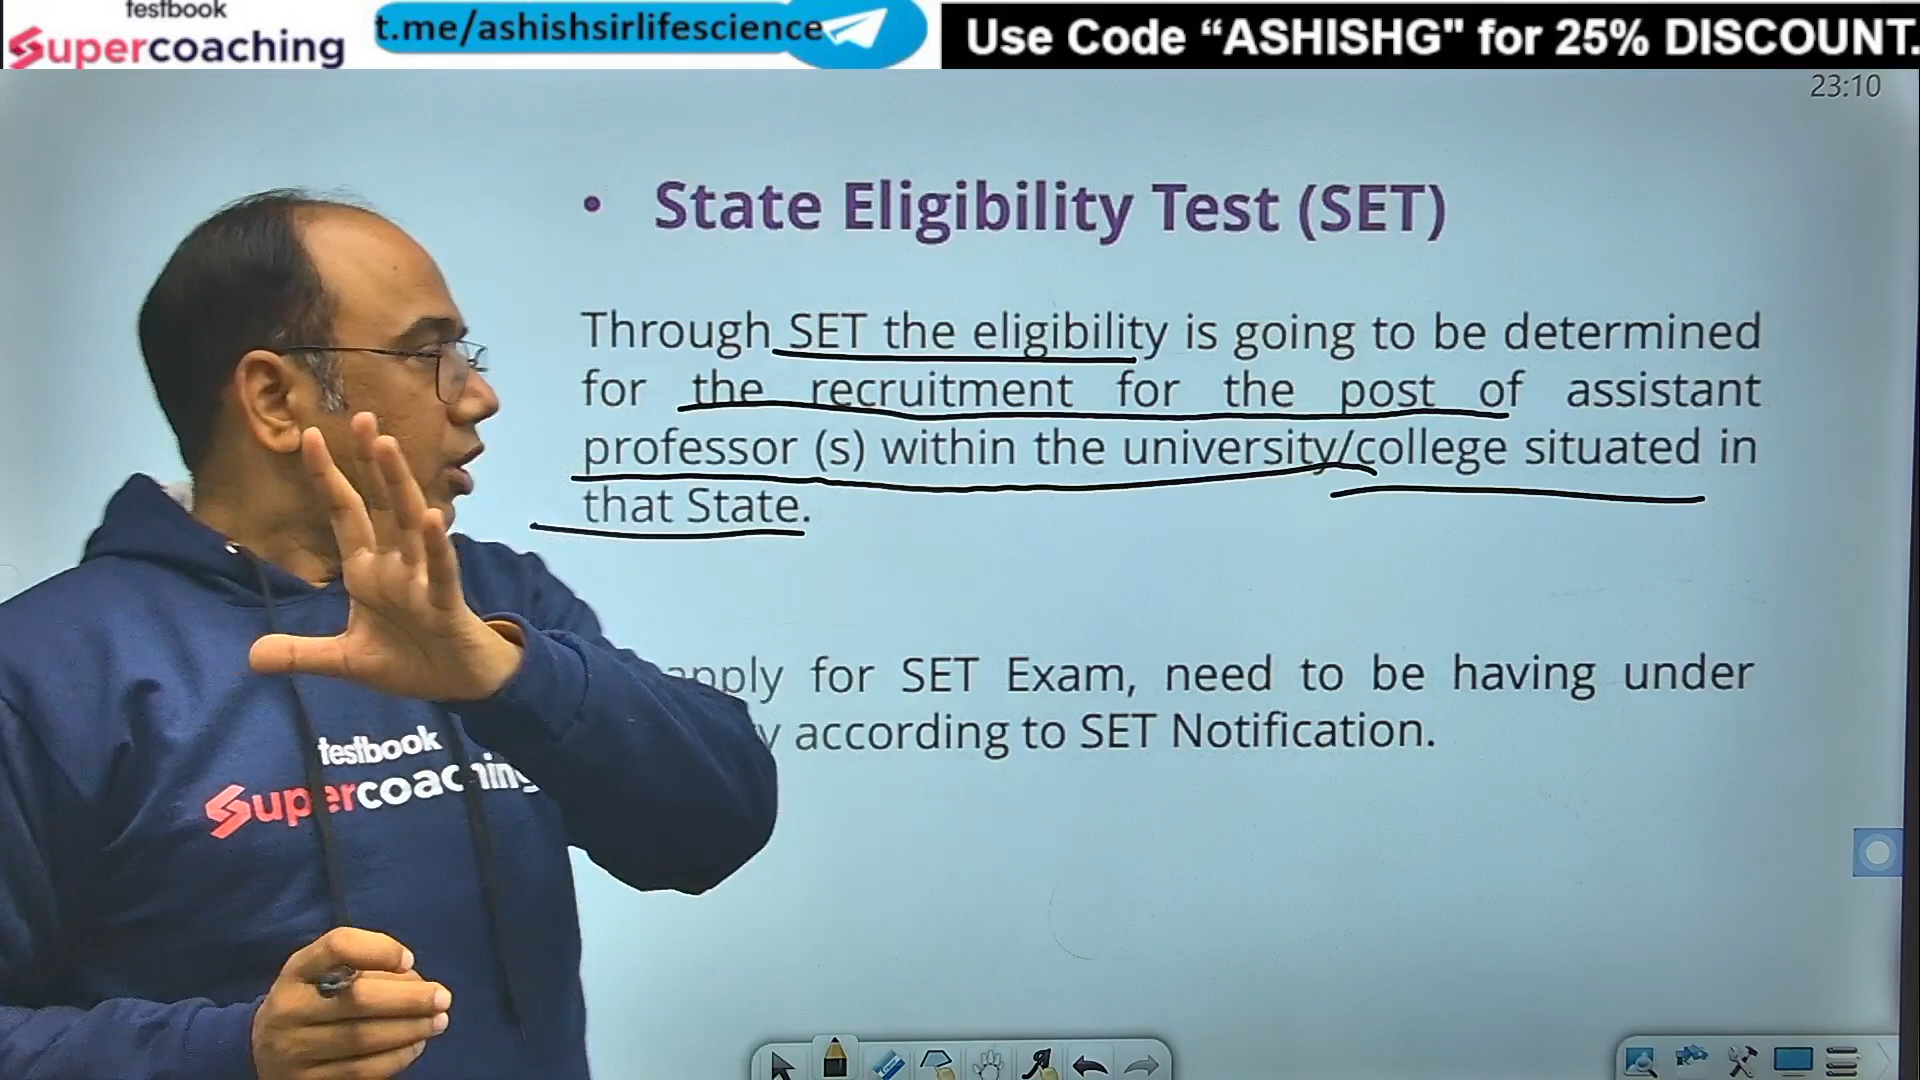 testbook
Supercoaching
t.me/ashishsirlifescience
Use Code “ASHISHG" for 25% DISCOUNT.
23:10
• State Eligibility Test (SET)
Through SET the eligibility is going to be determined
for the recruitment for the post of assistant
professor (s) within the university/college situated in
that State.
apply for SET Exam, need to be having under
according to SET Notification.
testbook
Supercoaching